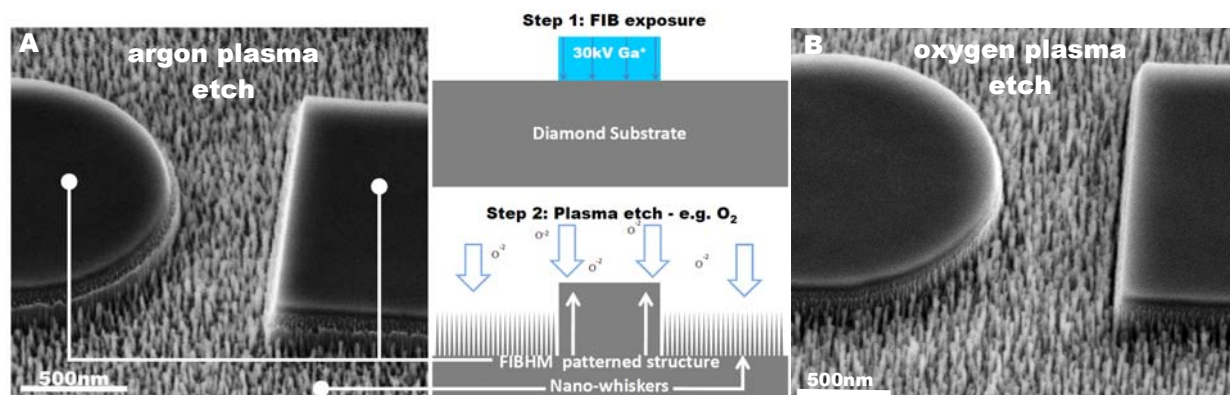 A
argon plasma
etch
500nm
Step 1: FIB exposure
30kV Ga⁺
Diamond Substrate
Step 2: Plasma etch - e.g. O₂
O⁻²
O⁻²
O⁻²
O⁻²
O⁻²
FIBHM patterned structure
Nano-whiskers
B
oxygen plasma
etch
500nm